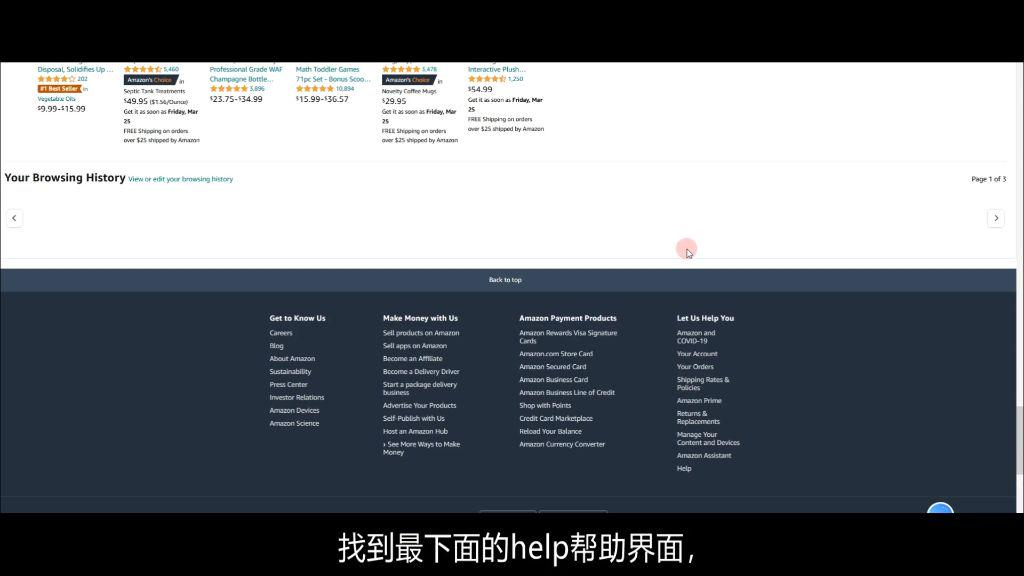 Disposal, Solidifies Up ...
202
#1 Best Seller in
Vegetable Oils
$9.99-$15.99
5,460
Amazon's Choice in
Septic Tank Treatments
$49.95 ($1.56/Ounce)
Get it as soon as Friday, Mar
25
FREE Shipping on orders
over $25 shipped by Amazon
Professional Grade WAF
Champagne Bottle...
3,896
$23.75-$34.99
Math Toddler Games
71pc Set - Bonus Scoo...
10,894
$15.99-$36.57
5,478
Amazon's Choice in
Novelty Coffee Mugs
$29.95
Get it as soon as Friday, Mar
25
FREE Shipping on orders
over $25 shipped by Amazon
Interactive Plush...
1,250
$54.99
Get it as soon as Friday, Mar
25
FREE Shipping on orders
over $25 shipped by Amazon
Your Browsing History View or edit your browsing history
Page 1 of 3
Back to top
Get to Know Us
Careers
Blog
About Amazon
Sustainability
Press Center
Investor Relations
Amazon Devices
Amazon Science
Make Money with Us
Sell products on Amazon
Sell apps on Amazon
Become an Affiliate
Become a Delivery Driver
Start a package delivery
business
Advertise Your Products
Self-Publish with Us
Host an Amazon Hub
› See More Ways to Make
Money
Amazon Payment Products
Amazon Rewards Visa Signature
Cards
Amazon.com Store Card
Amazon Secured Card
Amazon Business Card
Amazon Business Line of Credit
Shop with Points
Credit Card Marketplace
Reload Your Balance
Amazon Currency Converter
Let Us Help You
Amazon and
COVID-19
Your Account
Your Orders
Shipping Rates &
Policies
Amazon Prime
Returns &
Replacements
Manage Your
Content and Devices
Amazon Assistant
Help
找到最下面的help帮助界面，